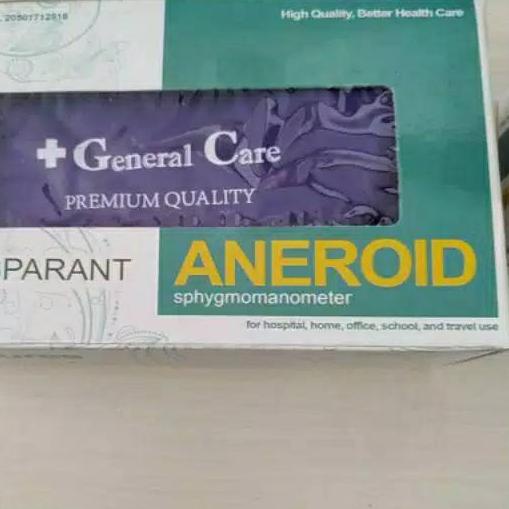 20501712918
High Quality, Better Health Care
General Care
PREMIUM QUALITY
PARANT
ANEROID
sphygmomanometer
for hospital, home, office, school, and travel use